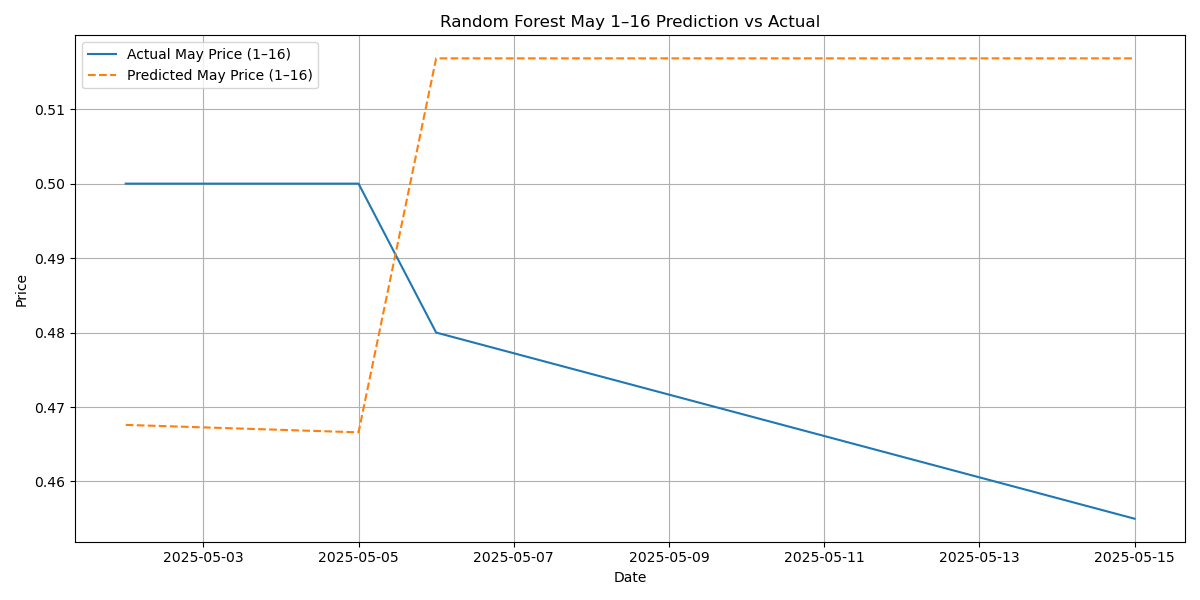 Random Forest May 1–16 Prediction vs Actual
Actual May Price (1–16)
Predicted May Price (1–16)
0.51
0.50
0.49
0.48
0.47
0.46
Price
2025-05-03
2025-05-05
2025-05-07
2025-05-09
2025-05-11
2025-05-13
2025-05-15
Date